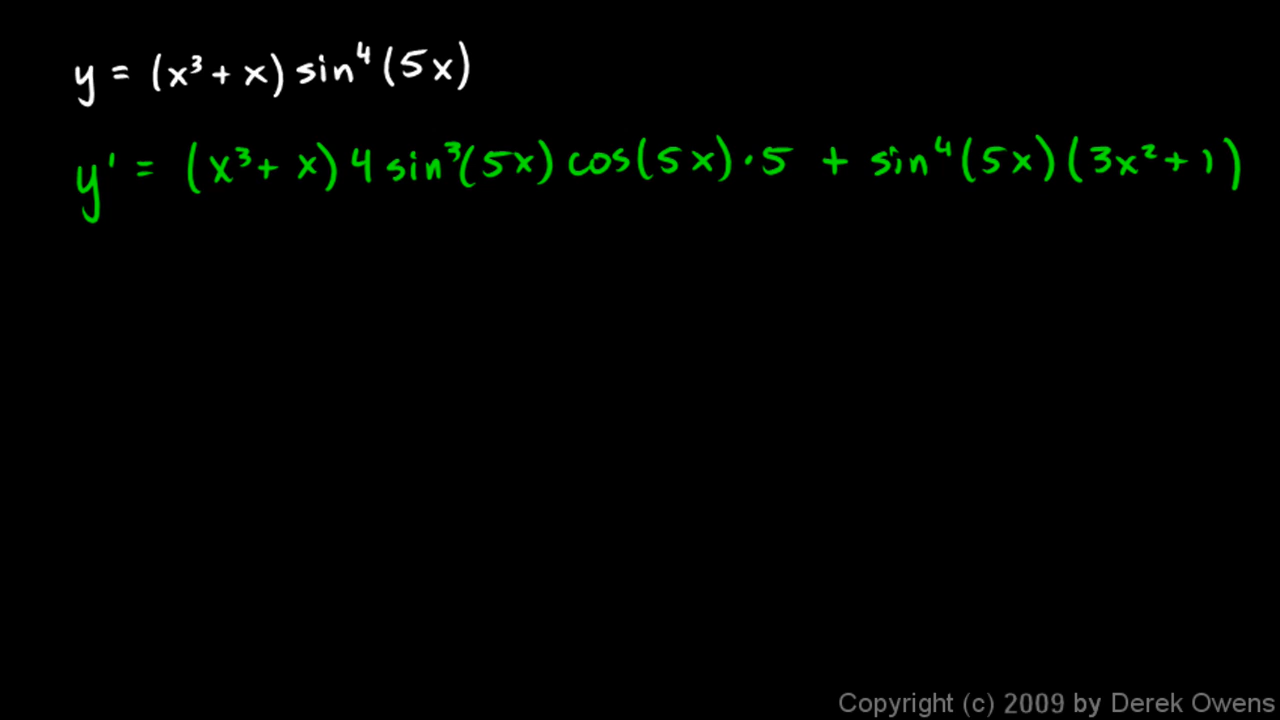 y = (x³ + x) sin⁴(5x)
y' = (x³ + x) 4 sin³(5x) cos(5x) · 5 + sin⁴(5x)(3x² + 1)
Copyright (c) 2009 by Derek Owens